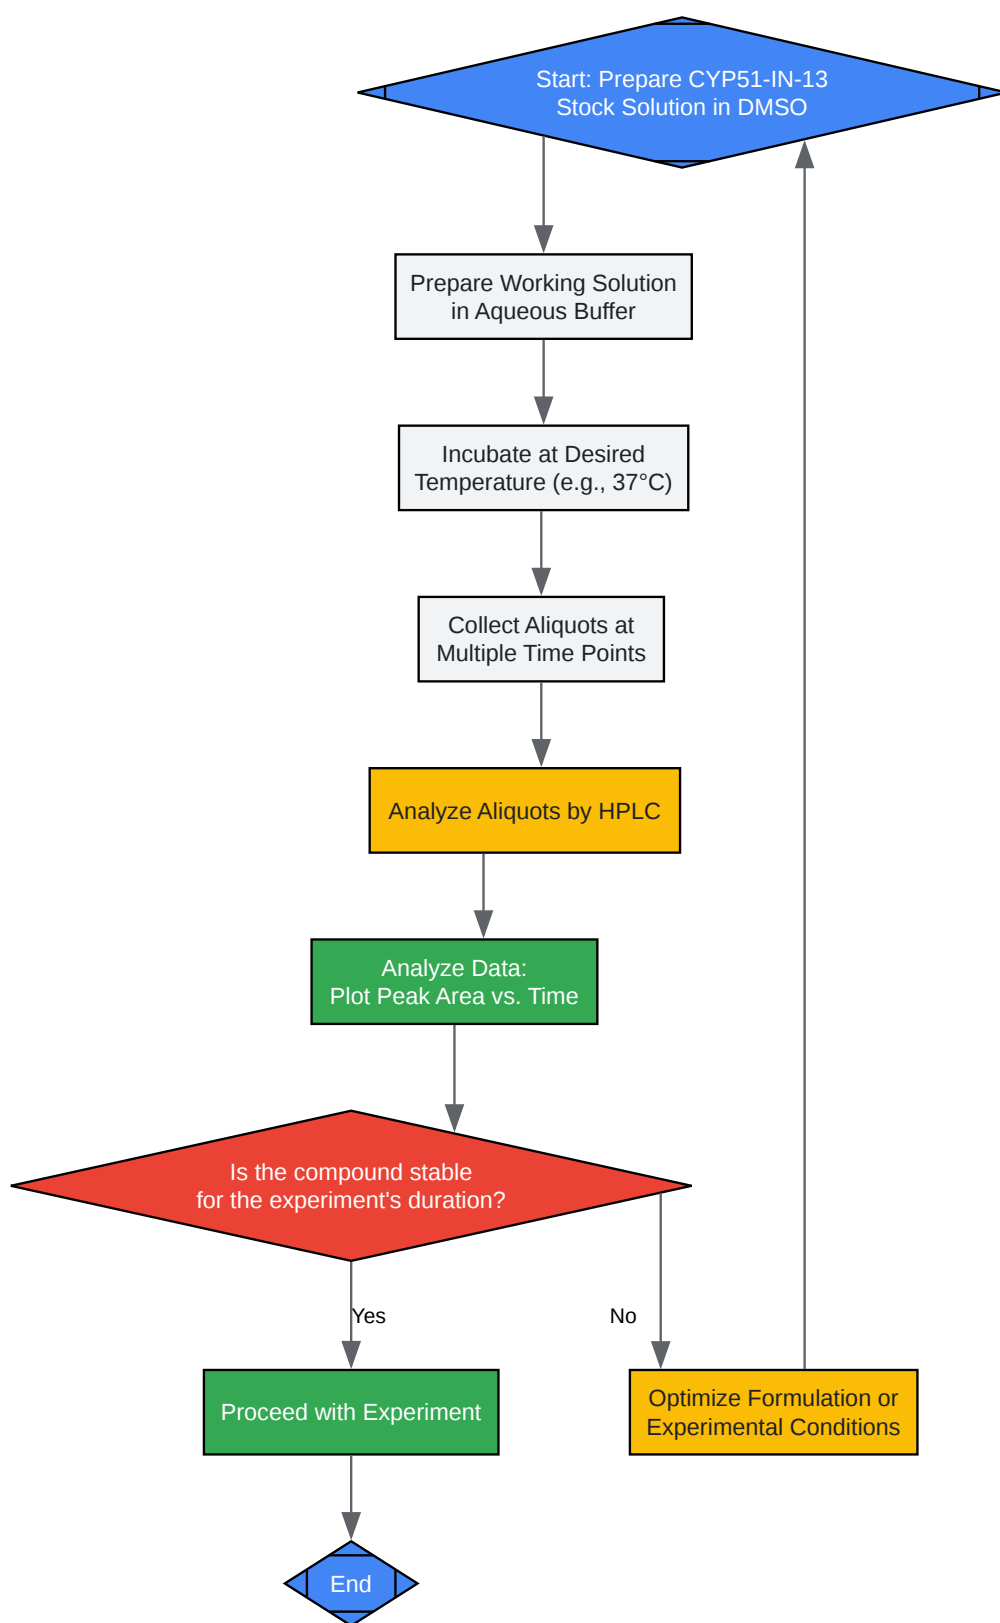 Start: Prepare CYP51-IN-13
Stock Solution in DMSO
Prepare Working Solution
in Aqueous Buffer
Incubate at Desired
Temperature (e.g., 37°C)
Collect Aliquots at
Multiple Time Points
Analyze Aliquots by HPLC
Analyze Data:
Plot Peak Area vs. Time
Is the compound stable
for the experiment's duration?
Yes
No
Proceed with Experiment
Optimize Formulation or
Experimental Conditions
End